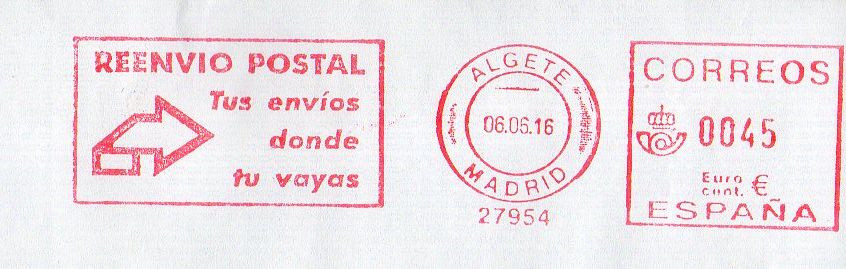 REENVIO POSTAL
Tus envíos
donde
tu vayas
ALGETE
06.06.16
MADRID
27954
CORREOS
0045
Euro
cent. €
ESPAÑA